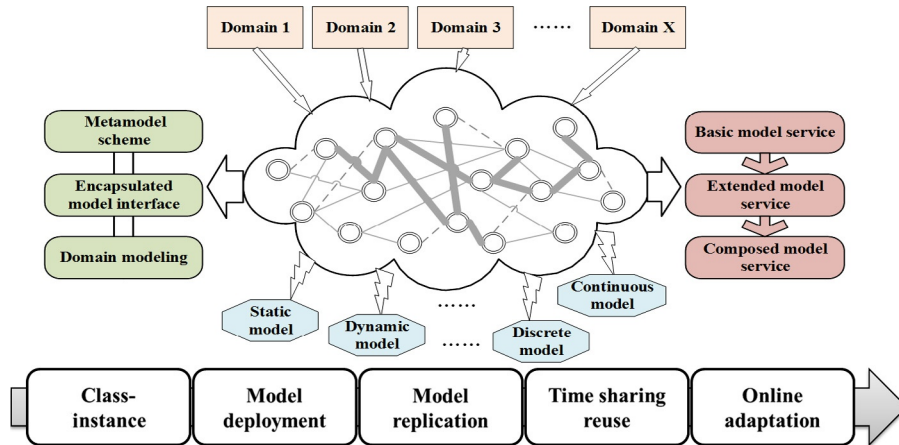 Domain 1
Domain 2
Domain 3
......
Domain X
Metamodel
scheme
Encapsulated
model interface
Domain modeling
Basic model service
Extended model
service
Composed model
service
Static
model
Dynamic
model
......
......
Discrete
model
Continuous
model
Class-
instance
Model
deployment
Model
replication
Time sharing
reuse
Online
adaptation